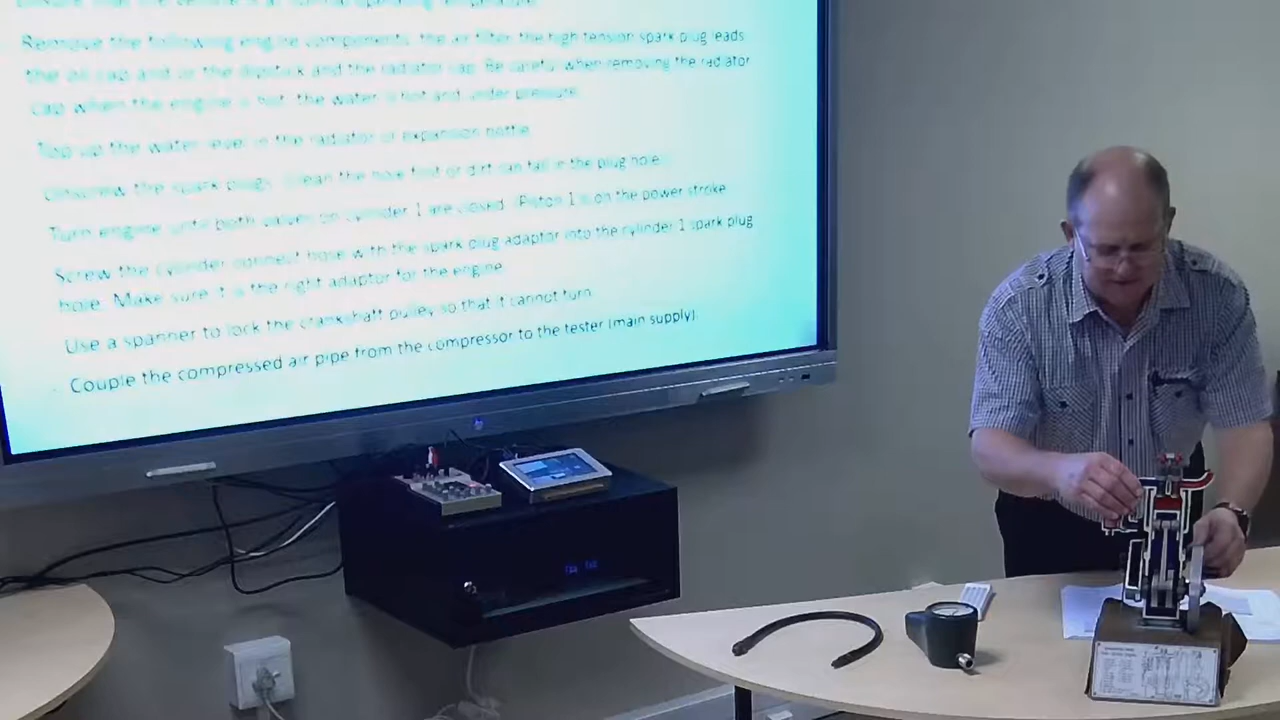 Remove the following engine components: the air filter, the high tension spark plug leads
the oil cap and or the dipstick and the radiator cap. Be careful when removing the radiator
cap when the engine is hot, the water is hot and under pressure.
Top up the water level in the radiator or expansion bottle.
Unscrew the spark plugs. Clean the hole first or dirt can fall in the plug hole.
Turn engine until both valves on cylinder 1 are closed. (Piston 1 is on the power stroke
Screw the cylinder connect hose with the spark plug adaptor into the cylinder 1 spark plug
hole. Make sure it is the right adaptor for the engine.
Use a spanner to lock the crankshaft pulley so that it cannot turn.
Couple the compressed air pipe from the compressor to the tester (main supply).